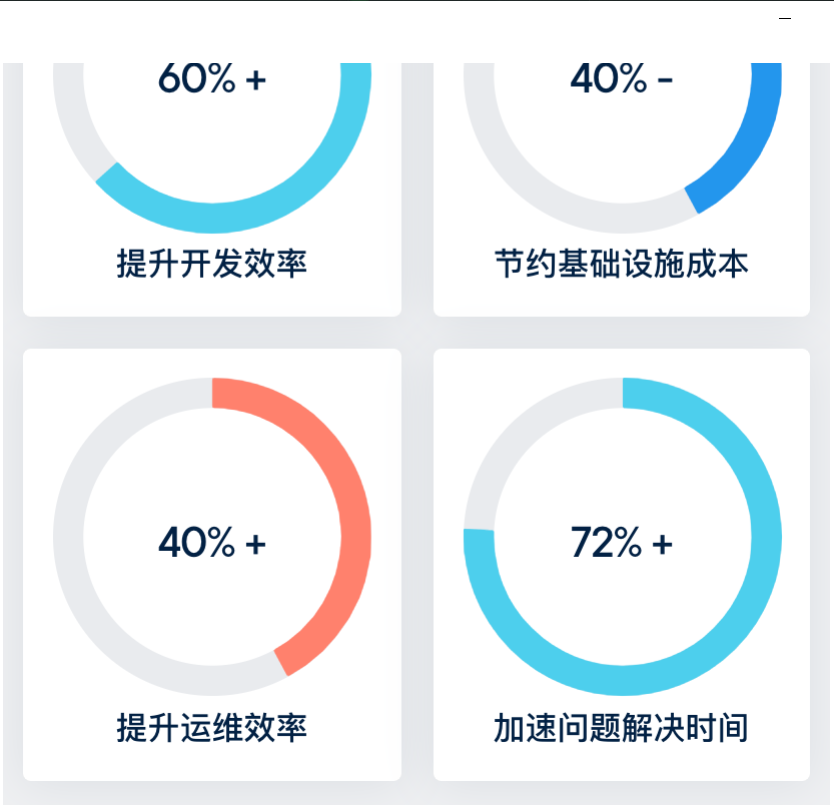 60% +
40% -
提升开发效率
节约基础设施成本
40% +
72% +
提升运维效率
加速问题解决时间